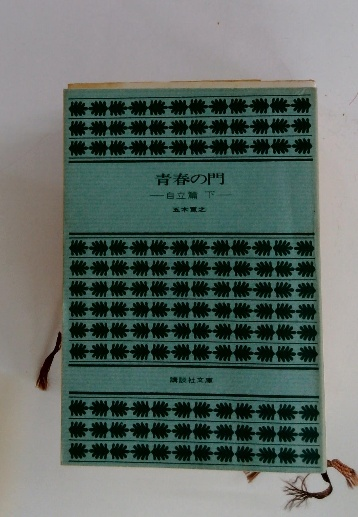 青春の門
―自立篇 下―
五木寛之
講談社文庫